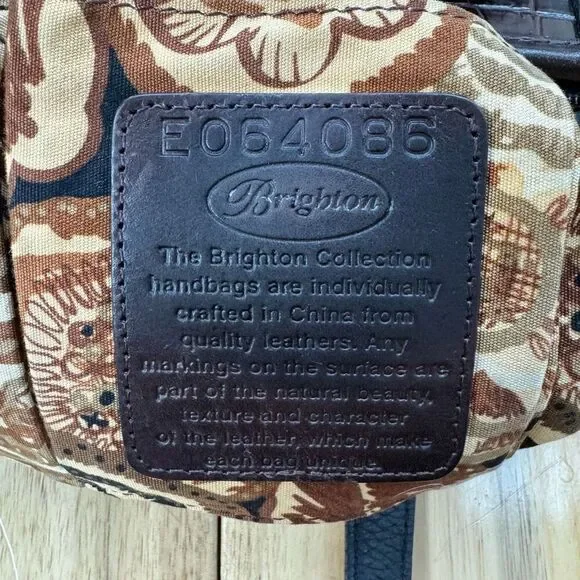 E064086
Brighton
The Brighton Collection
handbags are individually
crafted in China from
quality leathers. Any
markings on the surface are
part of the natural beauty,
texture and character
of the leather, which make
each bag unique.